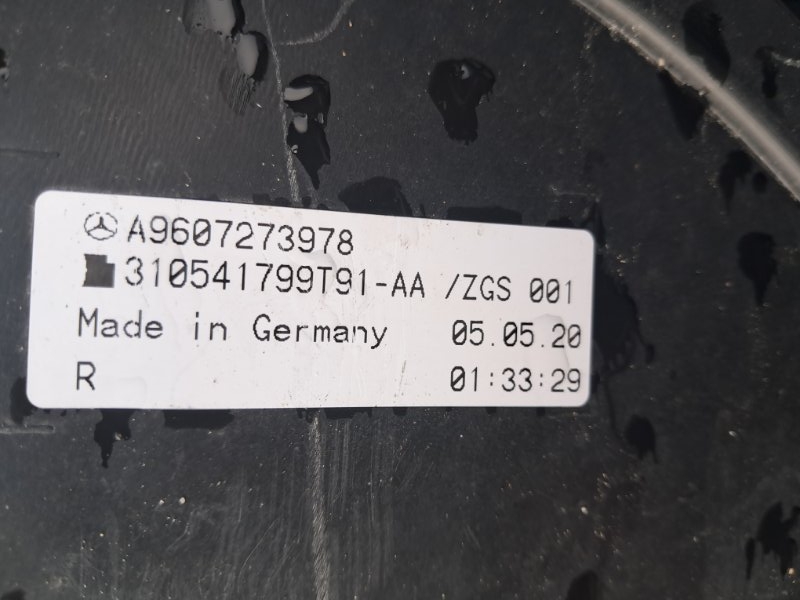 A9607273978
310541799T91-AA /ZGS 001
Made in Germany 05.05.20
R 01:33:29